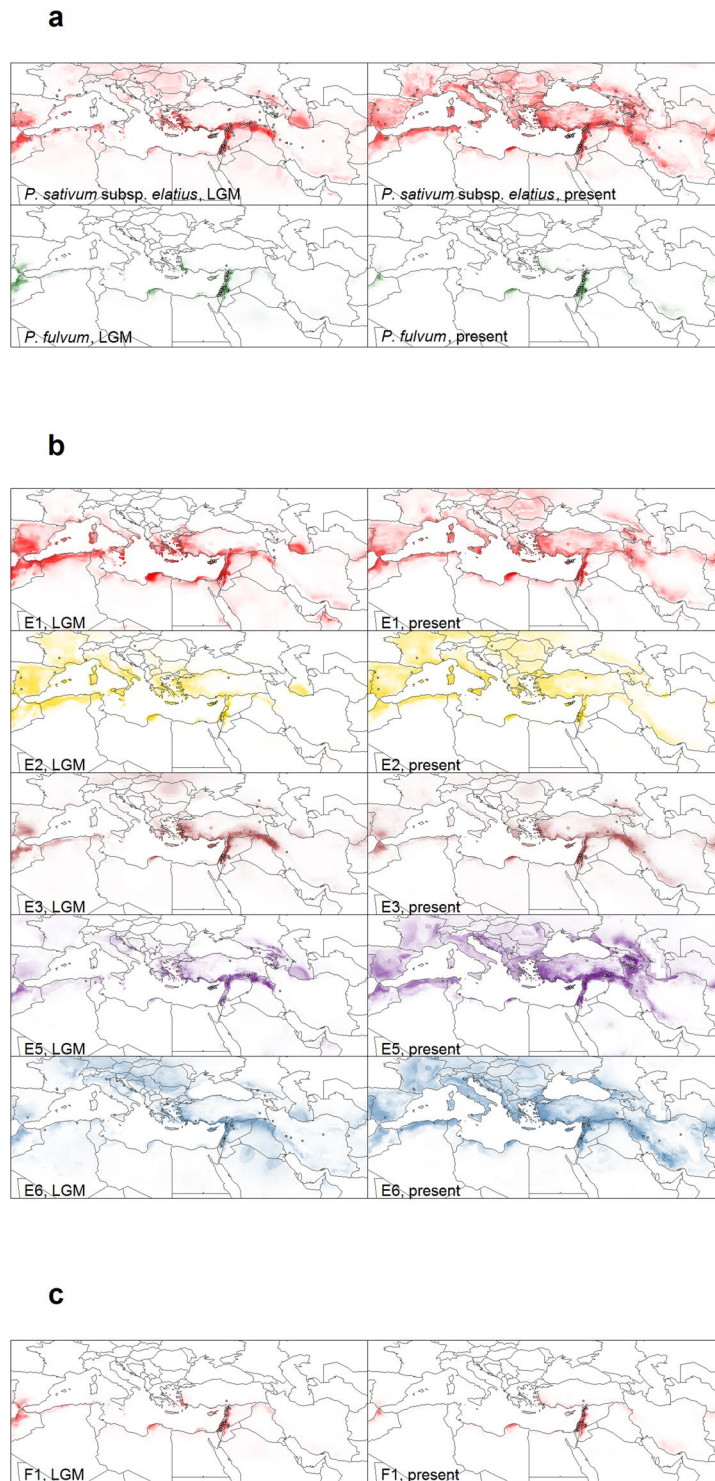 a
P. sativum subsp. elatius, LGM
P. sativum subsp. elatius, present
P. fulvum, LGM
P. fulvum, present
b
E1, LGM
E1, present
E2, LGM
E2, present
E3, LGM
E3, present
E5, LGM
E5, present
E6, LGM
E6, present
c
F1, LGM
F1, present